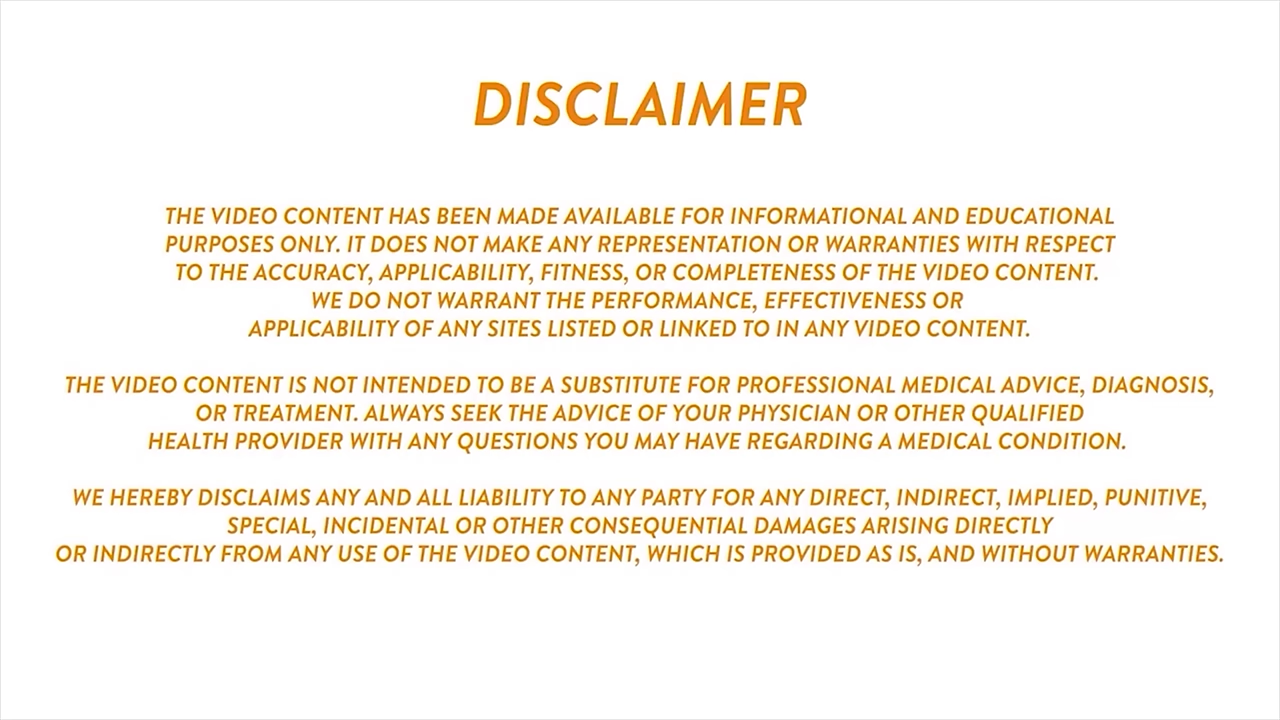 DISCLAIMER
THE VIDEO CONTENT HAS BEEN MADE AVAILABLE FOR INFORMATIONAL AND EDUCATIONAL
PURPOSES ONLY. IT DOES NOT MAKE ANY REPRESENTATION OR WARRANTIES WITH RESPECT
TO THE ACCURACY, APPLICABILITY, FITNESS, OR COMPLETENESS OF THE VIDEO CONTENT.
WE DO NOT WARRANT THE PERFORMANCE, EFFECTIVENESS OR
APPLICABILITY OF ANY SITES LISTED OR LINKED TO IN ANY VIDEO CONTENT.
THE VIDEO CONTENT IS NOT INTENDED TO BE A SUBSTITUTE FOR PROFESSIONAL MEDICAL ADVICE, DIAGNOSIS,
OR TREATMENT. ALWAYS SEEK THE ADVICE OF YOUR PHYSICIAN OR OTHER QUALIFIED
HEALTH PROVIDER WITH ANY QUESTIONS YOU MAY HAVE REGARDING A MEDICAL CONDITION.
WE HEREBY DISCLAIMS ANY AND ALL LIABILITY TO ANY PARTY FOR ANY DIRECT, INDIRECT, IMPLIED, PUNITIVE,
SPECIAL, INCIDENTAL OR OTHER CONSEQUENTIAL DAMAGES ARISING DIRECTLY
OR INDIRECTLY FROM ANY USE OF THE VIDEO CONTENT, WHICH IS PROVIDED AS IS, AND WITHOUT WARRANTIES.